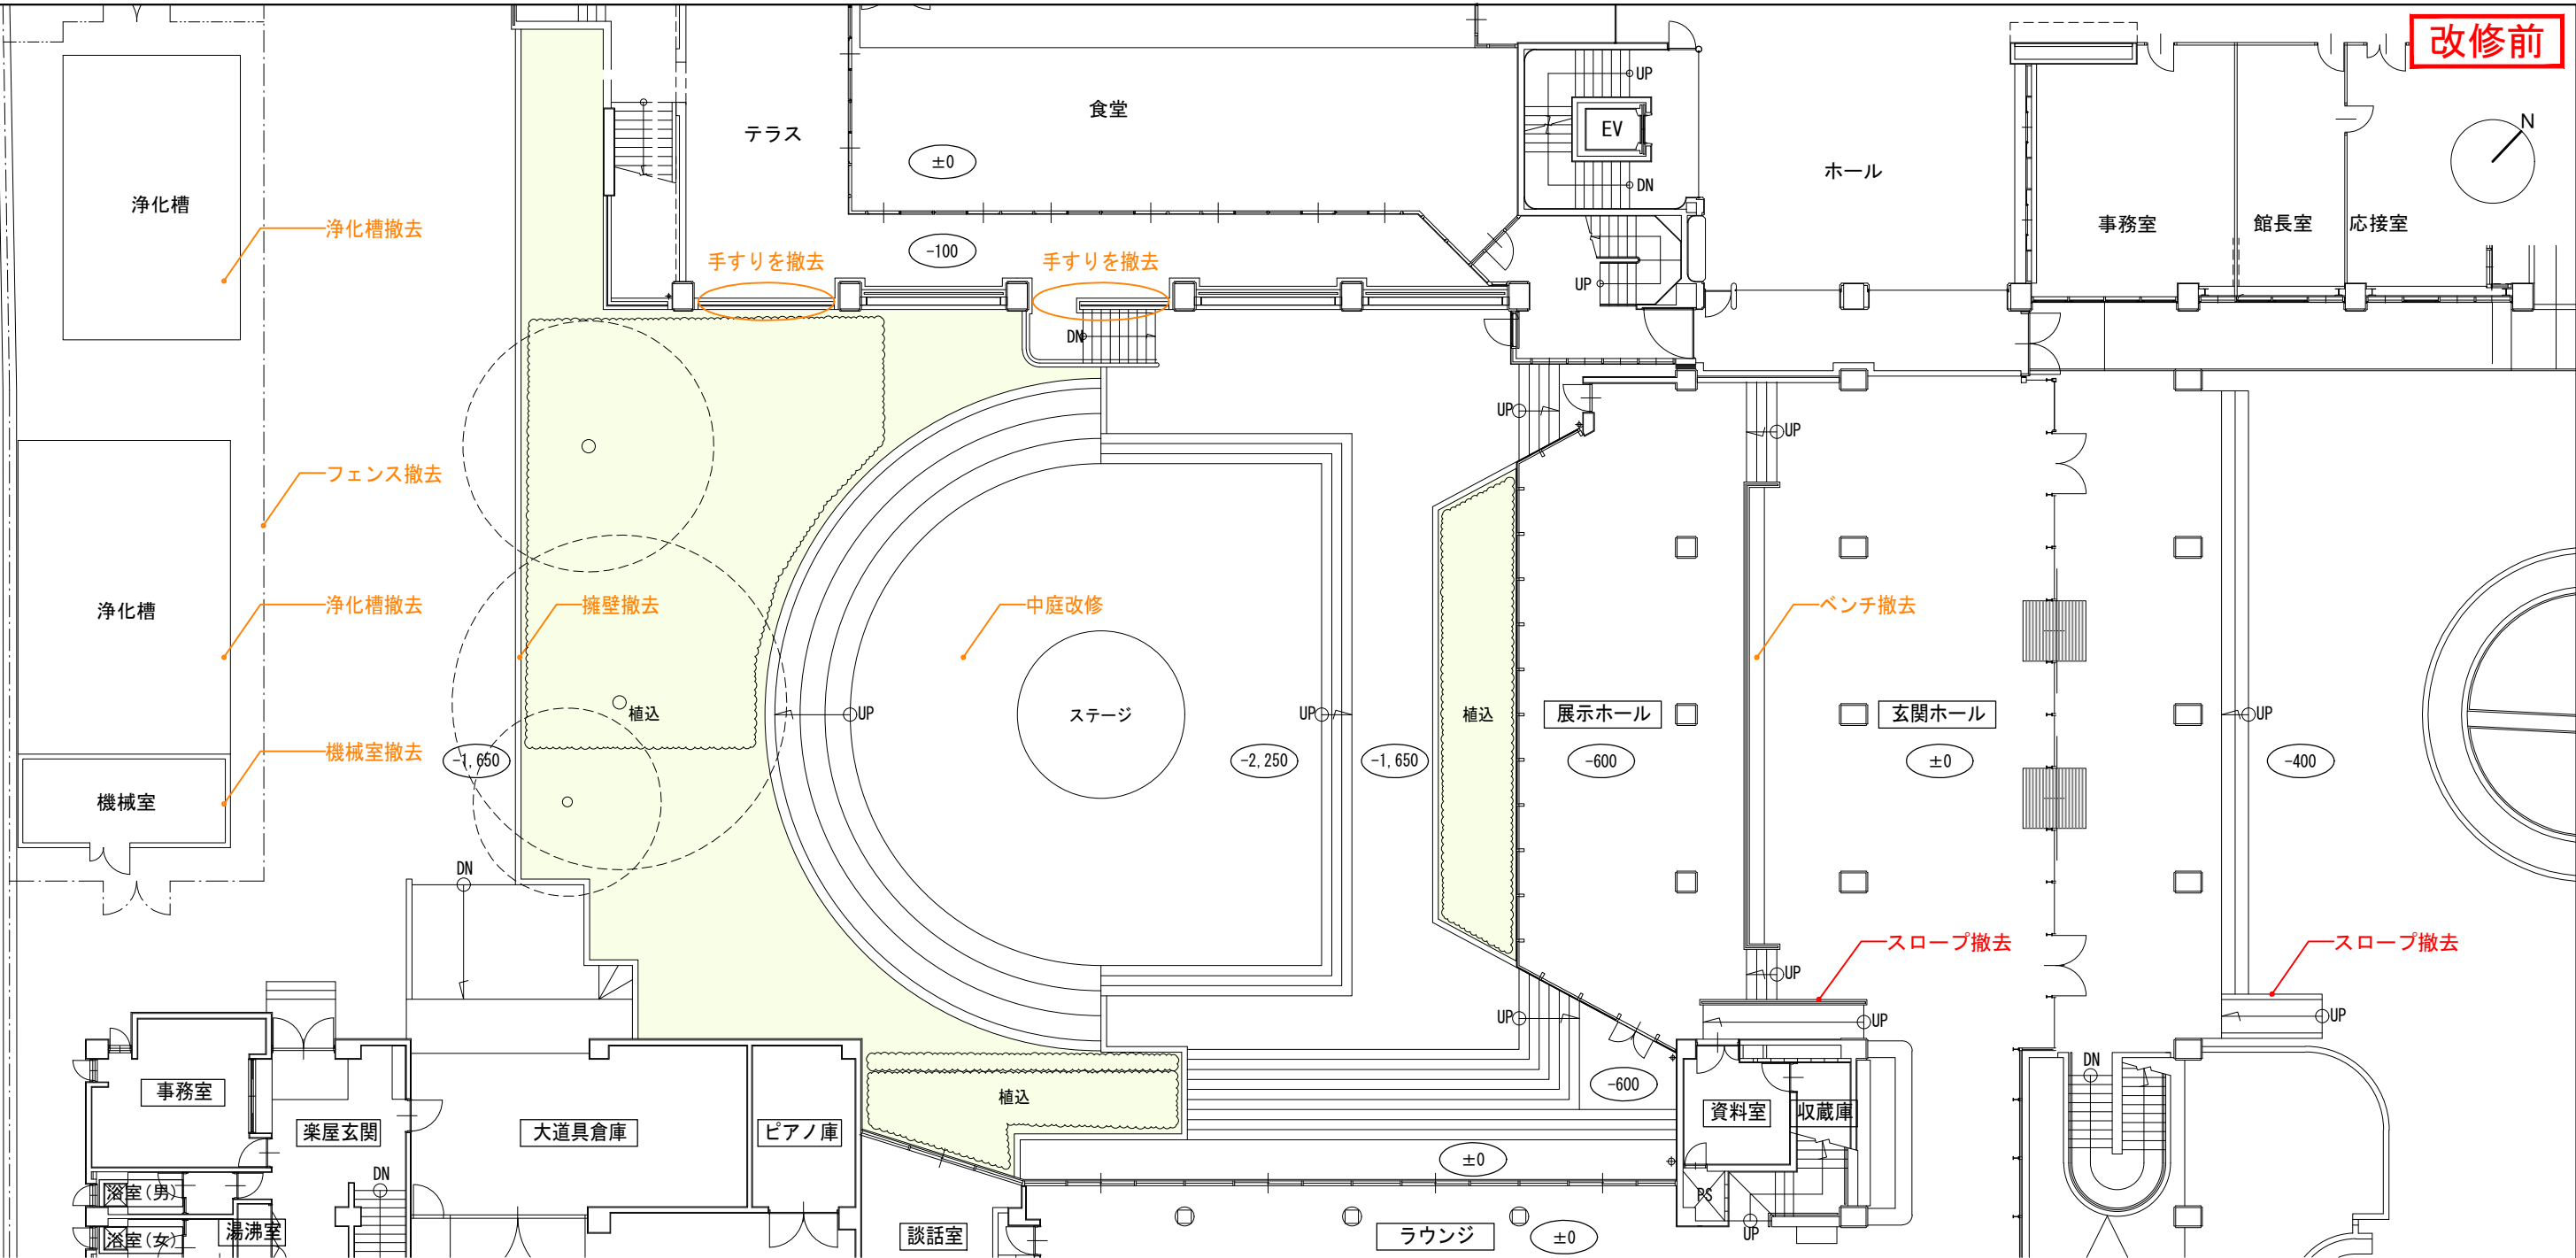 改修前
UP
食堂
テラス
EV
±0
N
ホール
DN
浄化槽
事務室
館長室
応接室
浄化槽撤去
-100
手すりを撤去
手すりを撤去
UP
DN
UP
UP
フェンス撤去
浄化槽
浄化槽撤去
擁壁撤去
中庭改修
ベンチ撤去
植込
UP
ステージ
UP
植込
展示ホール
玄関ホール
UP
機械室撤去
-1,650
-2,250
-1,650
-600
±0
-400
機械室
DN
スロープ撤去
スロープ撤去
UP
UP
UP
UP
DN
事務室
植込
-600
資料室
収蔵庫
楽屋玄関
大道具倉庫
ピアノ庫
±0
DN
浴室(男)
PS
湯沸室
浴室(女)
談話室
ラウンジ
±0
UP